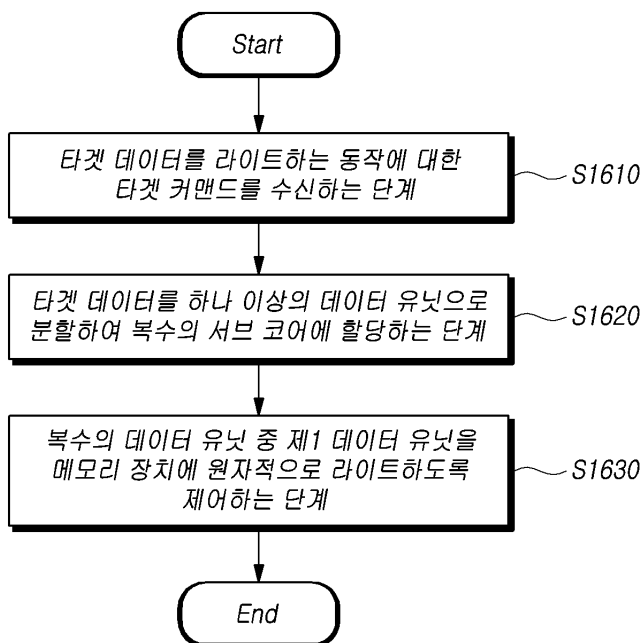 Start
타겟 데이터를 라이트하는 동작에 대한
타겟 커맨드를 수신하는 단계
S1610
타겟 데이터를 하나 이상의 데이터 유닛으로
분할하여 복수의 서브 코어에 할당하는 단계
S1620
복수의 데이터 유닛 중 제1 데이터 유닛을
메모리 장치에 원자적으로 라이트하도록
제어하는 단계
S1630
End